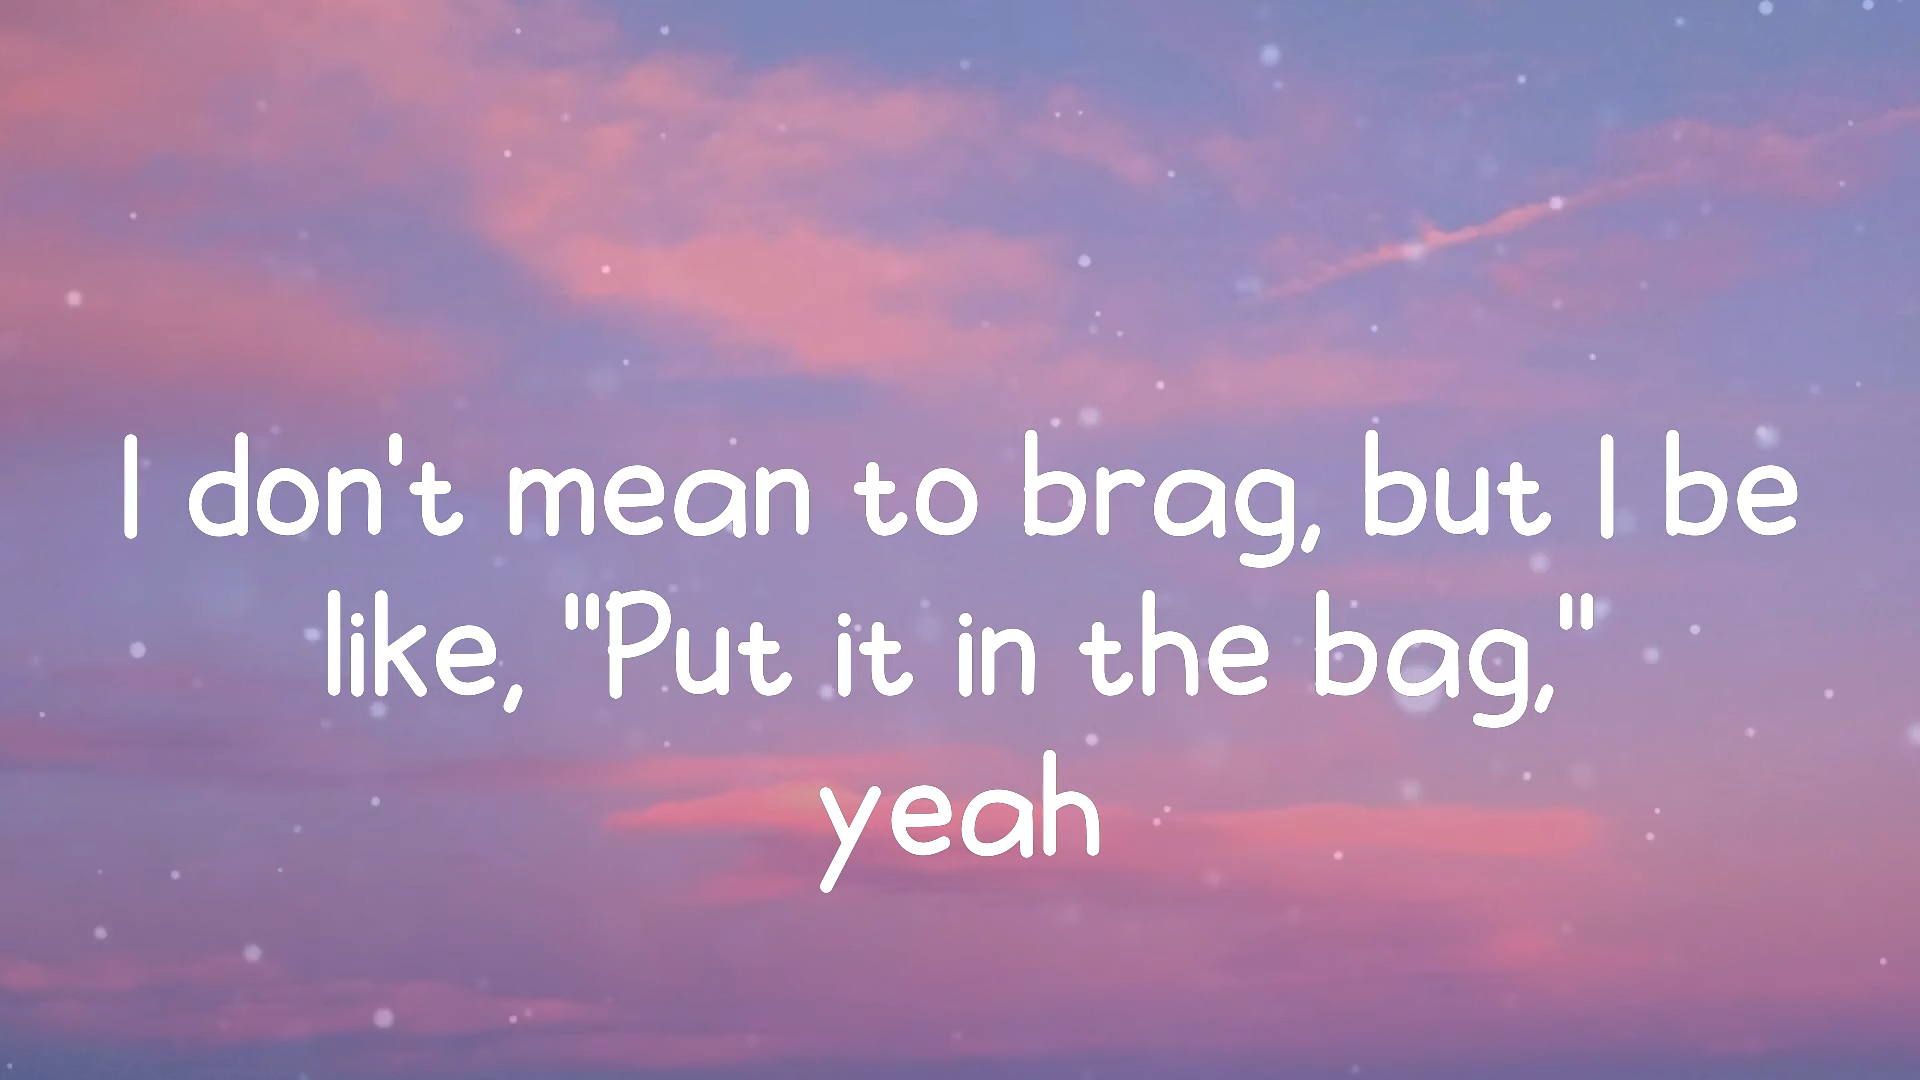 I don't mean to brag, but I be
like, "Put it in the bag,"
yeah